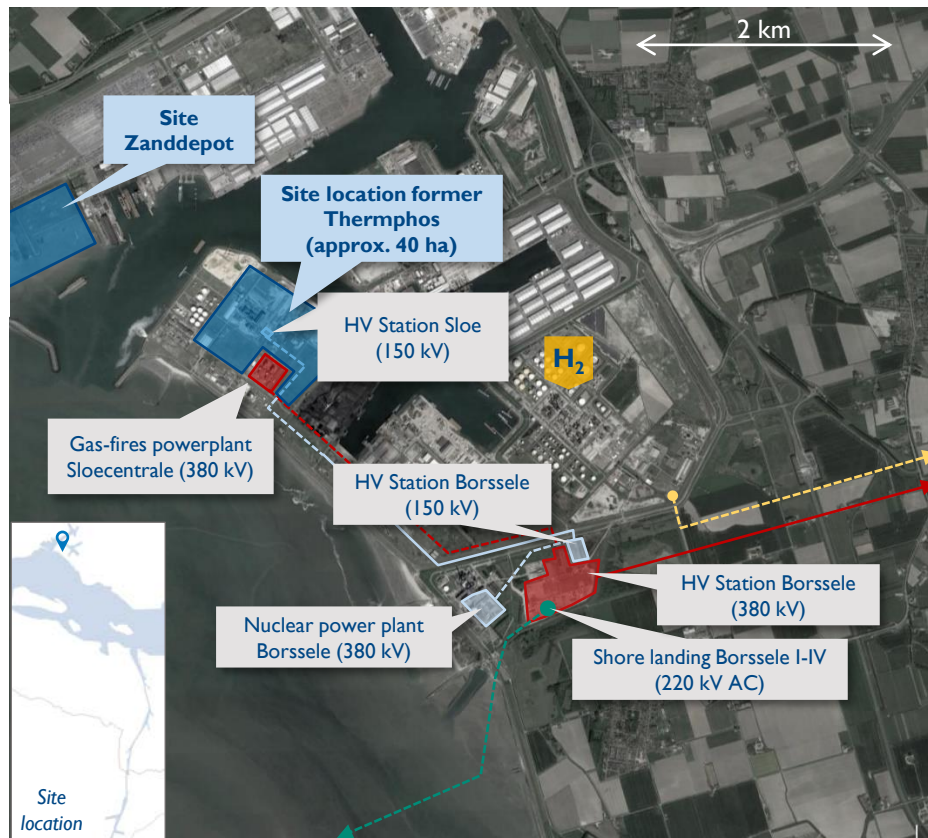 2 km
Site
Zanddepot
Site location former
Thermphos
(approx. 40 ha)
HV Station Sloe
(150 kV)
H₂
Gas-fires powerplant
Sloecentrale (380 kV)
HV Station Borssele
(150 kV)
HV Station Borssele
(380 kV)
Nuclear power plant
Borssele (380 kV)
Shore landing Borssele I-IV
(220 kV AC)
Site
location